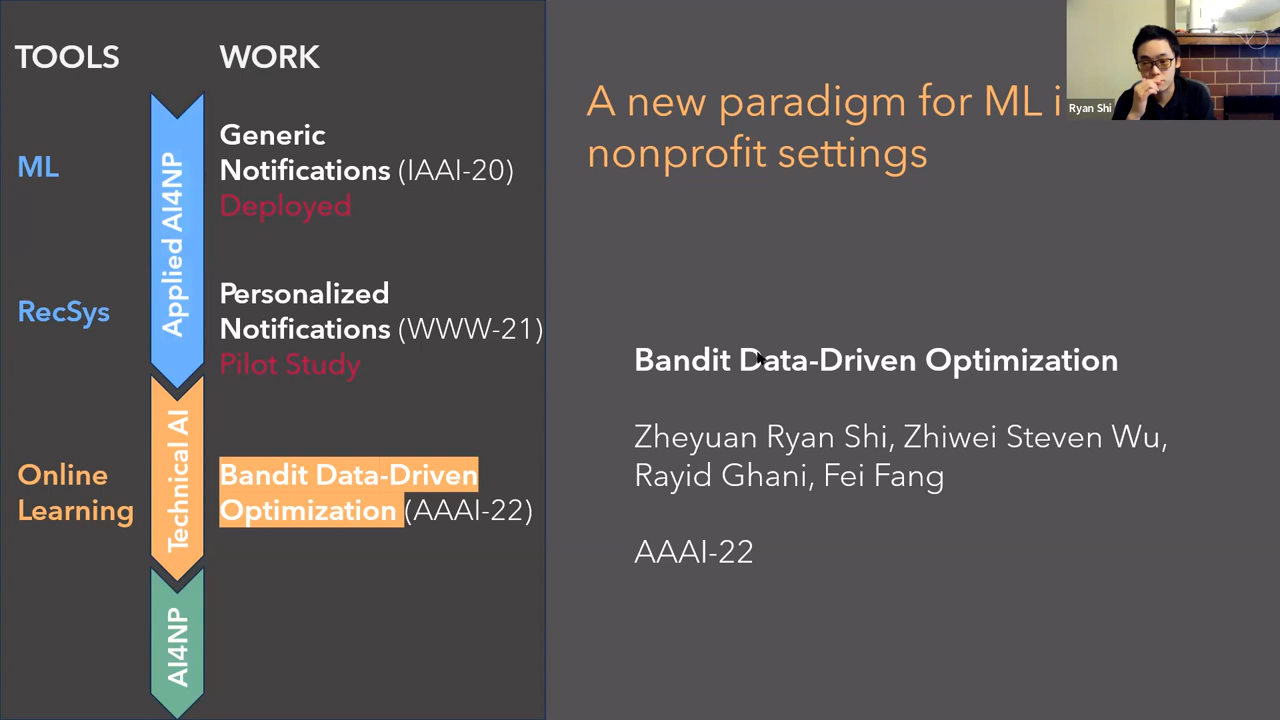 TOOLS
WORK
ML
Generic
Notifications (IAAI-20)
Deployed
RecSys
Personalized
Notifications (WWW-21)
Pilot Study
Online
Learning
Bandit Data-Driven
Optimization (AAAI-22)
Applied AI4NP
Technical AI
AI4NP
A new paradigm for ML i
nonprofit settings
Bandit Data-Driven Optimization
Zheyuan Ryan Shi, Zhiwei Steven Wu,
Rayid Ghani, Fei Fang
AAAI-22
Ryan Shi